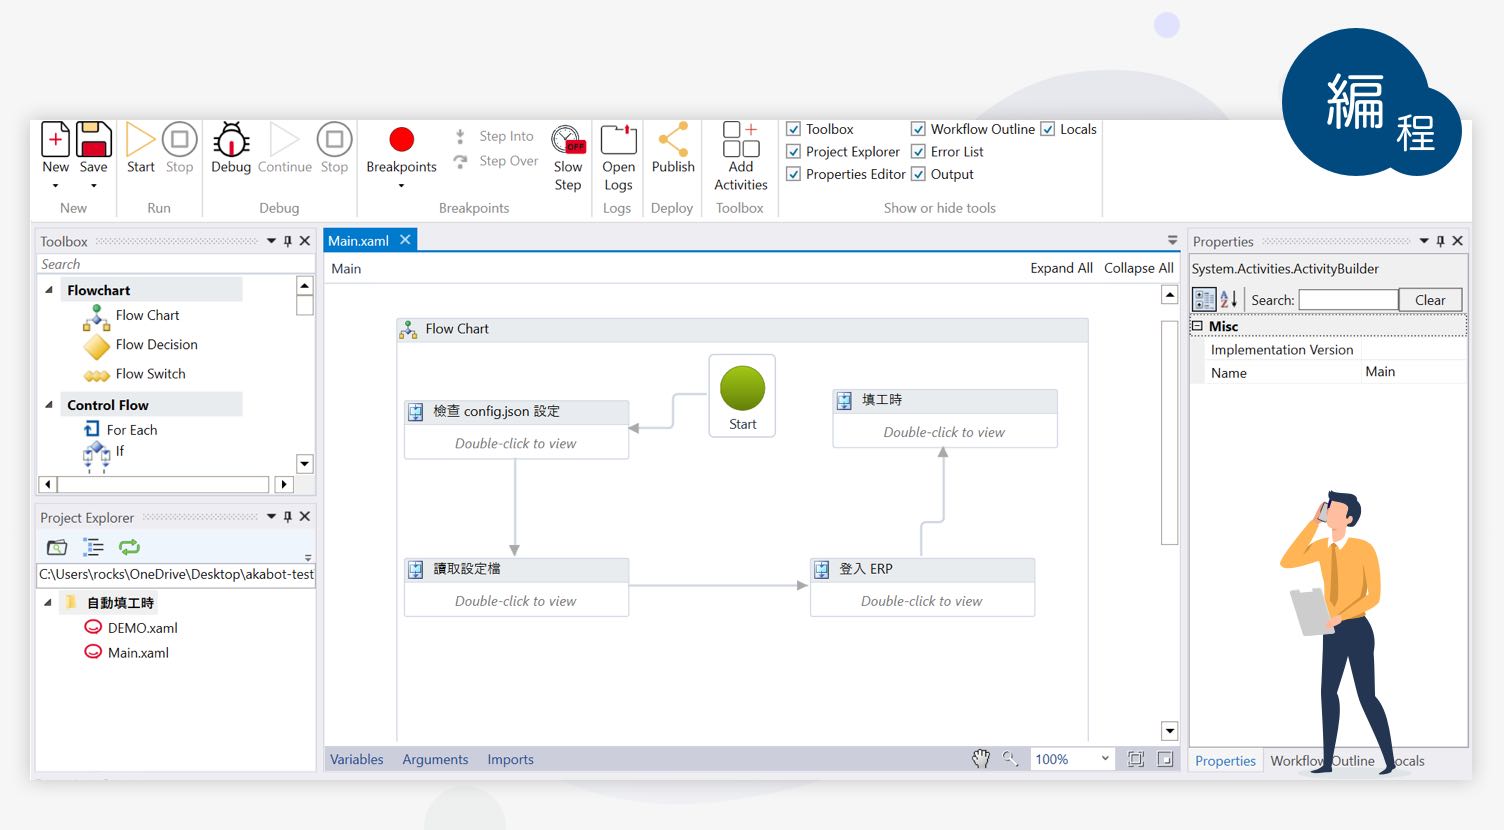 編程
New
Save
Start
Stop
Debug
Continue
Stop
Breakpoints
Step Into
Step Over
Slow Step
Open Logs
Publish
Add Activities
Toolbox
Workflow Outline
Locals
Project Explorer
Error List
Properties Editor
Output
OFF
New
Run
Debug
Breakpoints
Logs
Deploy
Toolbox
Show or hide tools
Toolbox
Search
Flowchart
Flow Chart
Flow Decision
Flow Switch
Control Flow
For Each
If
Project Explorer
C:\Users\rocks\OneDrive\Desktop\akabot-test
自動填工時
DEMO.xaml
Main.xaml
Main.xaml
Main
Expand All
Collapse All
Flow Chart
Start
檢查 config.json 設定
Double-click to view
填工時
Double-click to view
讀取設定檔
Double-click to view
登入 ERP
Double-click to view
Variables
Arguments
Imports
100%
Properties
System.Activities.ActivityBuilder
Search:
Clear
Misc
Implementation Version
Name
Main
Properties
Workflow Outline